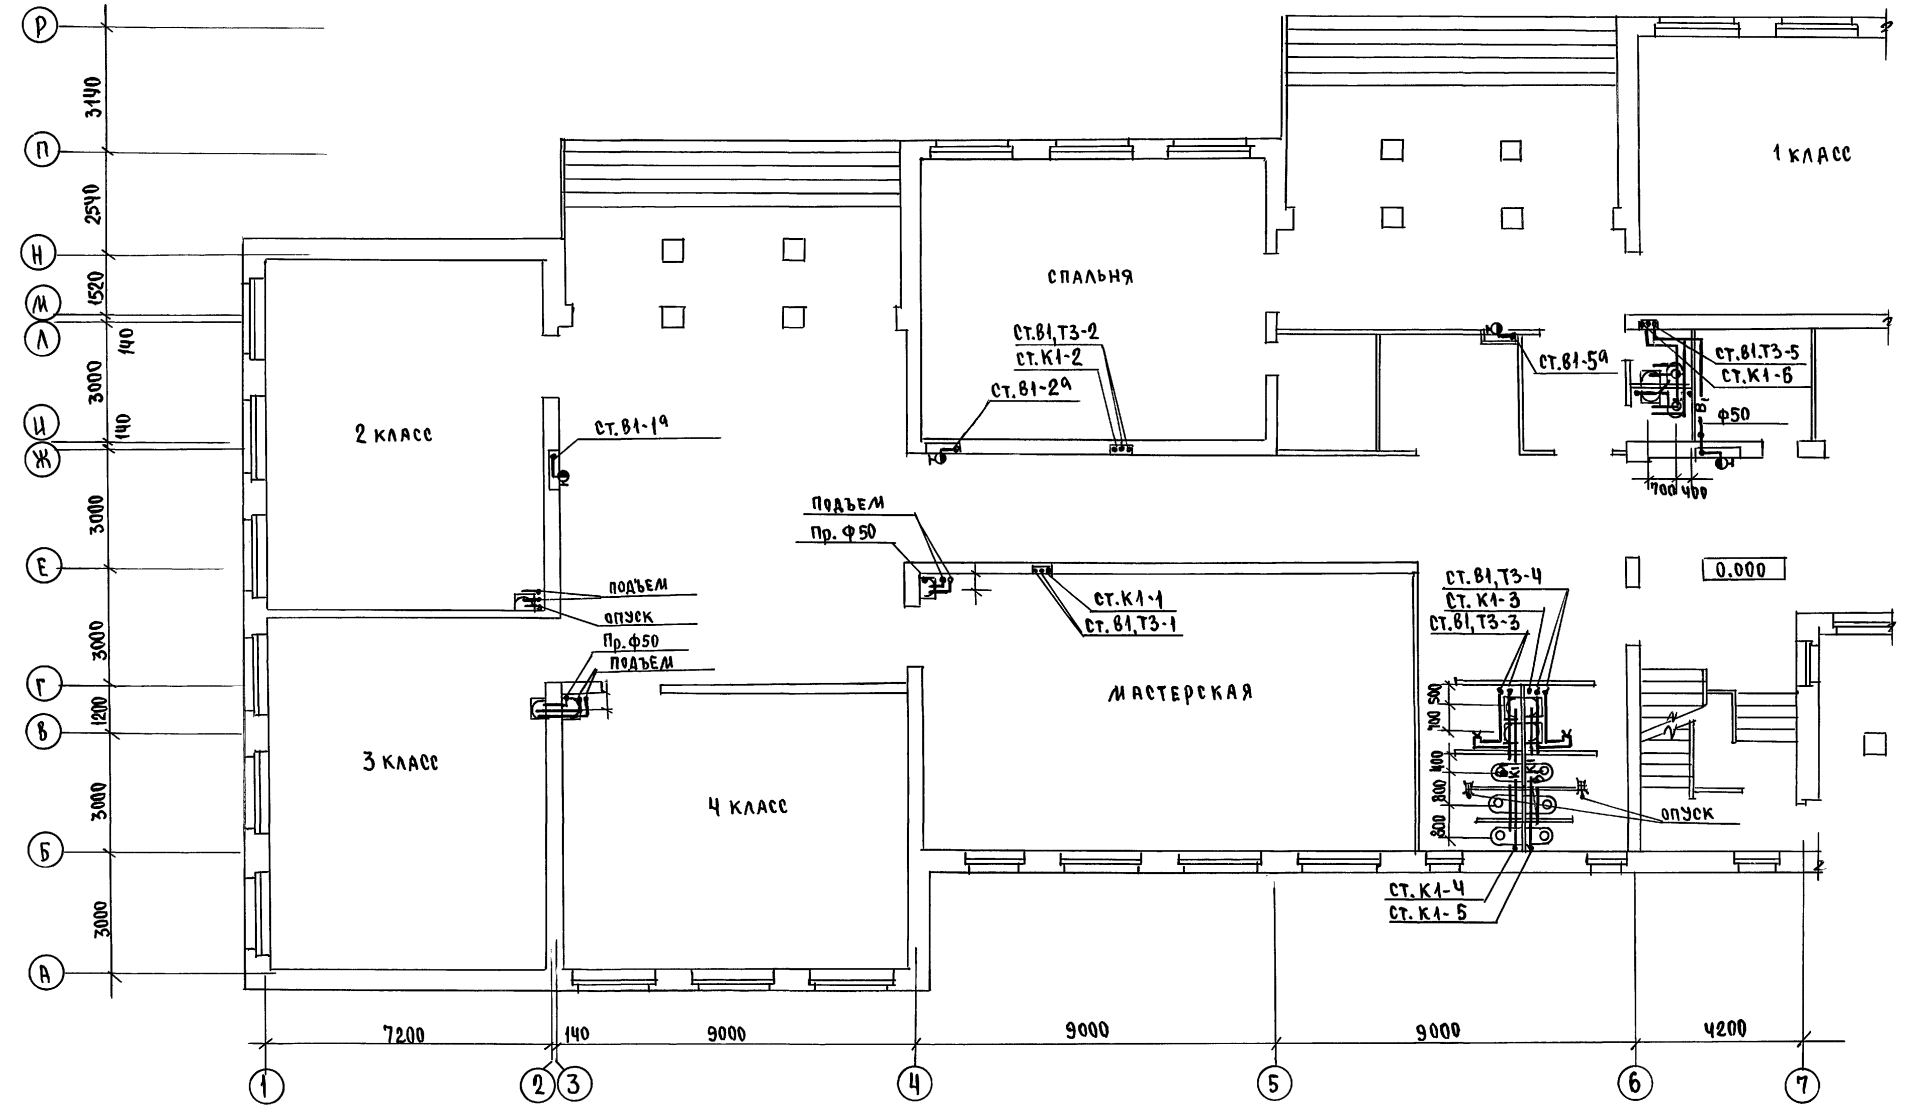 Р
3140
П
1 КЛАСС
2540
Н
1520
М
СПАЛЬНЯ
Л
140
СТ.В1,Т3-2
СТ.К1-2
СТ.В1-2а
СТ.В1-5а
СТ.В1.Т3-5
СТ.К1-6
3000
И
140
Ж
2 КЛАСС
СТ.В1-1а
В1
Ф50
700 400
3000
ПОДЪЕМ
Пр. Ф50
Е
0.000
ПОДЪЕМ
ОПУСК
СТ.К1-1
СТ.В1,Т3-1
СТ.В1,Т3-4
СТ. К1-3
СТ.В1,Т3-3
3000
Пр.Ф50
ПОДЪЕМ
Г
1200
В
МАСТЕРСКАЯ
500
700
400
800
800
К1
К1
3 КЛАСС
4 КЛАСС
3000
ОПУСК
Б
СТ.К1-4
СТ.К1-5
3000
А
7200
140
9000
9000
9000
4200
1
2
3
4
5
6
7